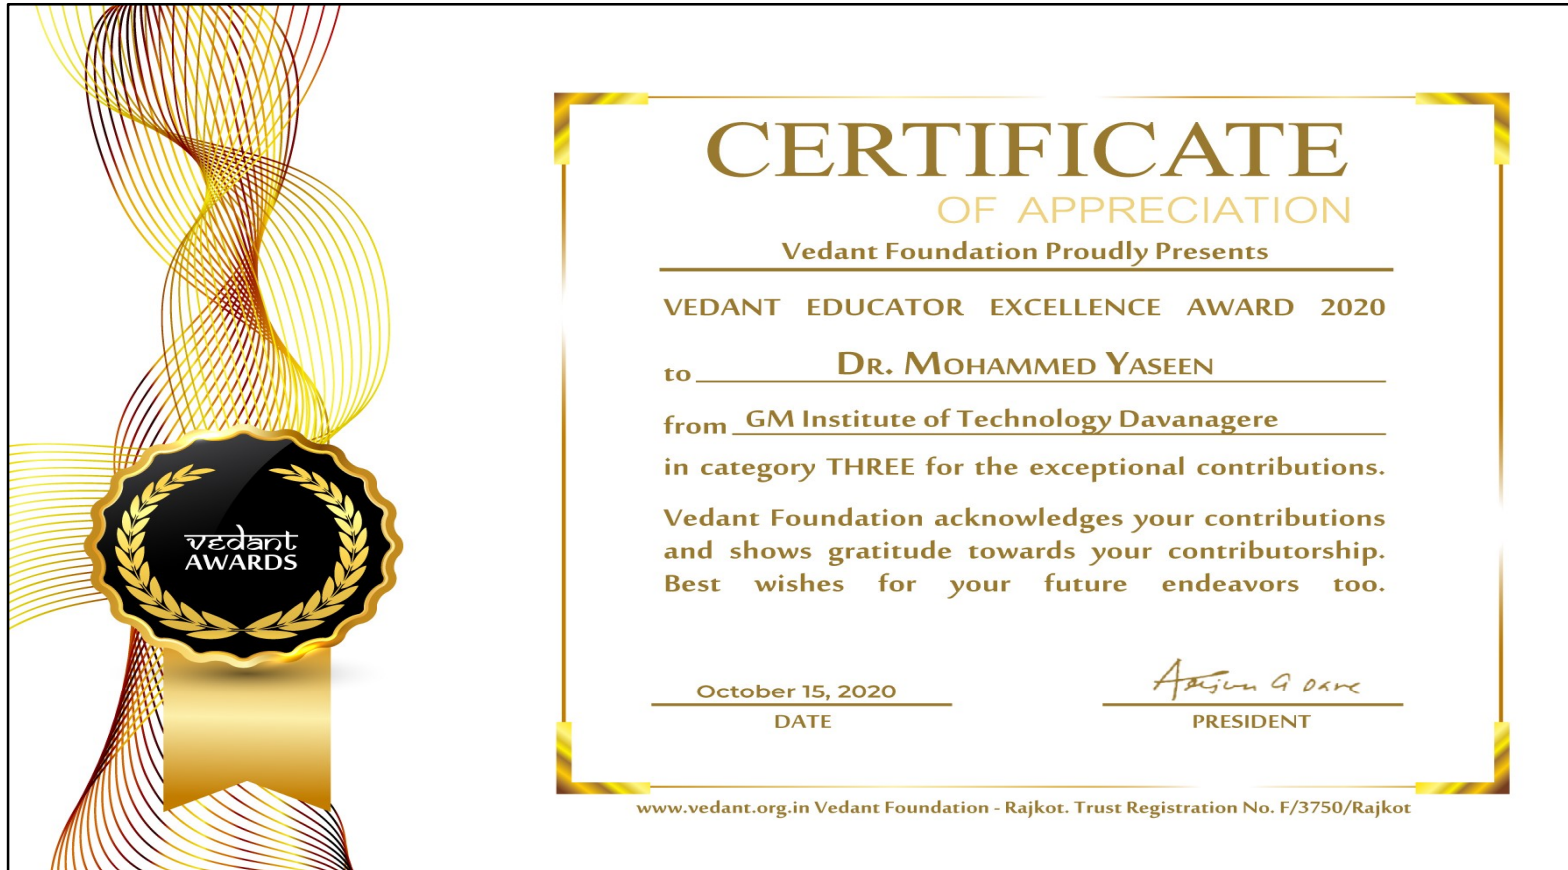 CERTIFICATE
OF APPRECIATION
Vedant Foundation Proudly Presents
VEDANT EDUCATOR EXCELLENCE AWARD 2020
to DR. MOHAMMED YASEEN
from GM Institute of Technology Davanagere
in category THREE for the exceptional contributions.
Vedant Foundation acknowledges your contributions
and shows gratitude towards your contributorship.
Best wishes for your future endeavors too.
October 15, 2020
DATE
PRESIDENT
www.vedant.org.in Vedant Foundation - Rajkot. Trust Registration No. F/3750/Rajkot
vedant
AWARDS